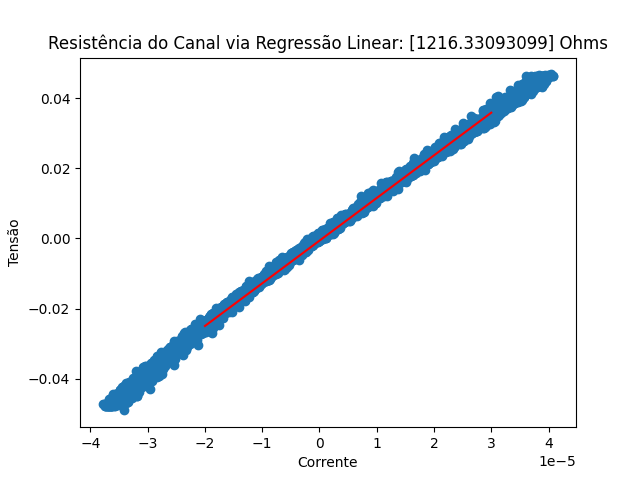 Resistência do Canal via Regressão Linear: [1216.33093099] Ohms
0.04
0.02
0.00
−0.02
−0.04
Tensão
−4 −3 −2 −1 0 1 2 3 4
1e−5
Corrente